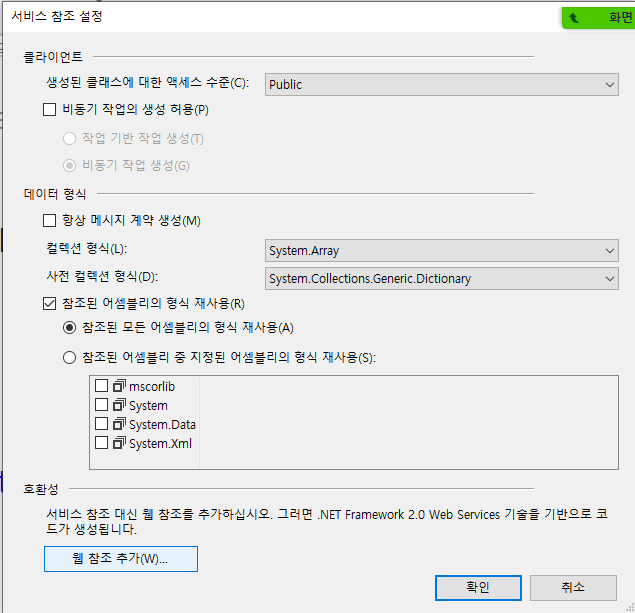 서비스 참조 설정
화면
클라이언트
생성된 클래스에 대한 액세스 수준(C):
Public
비동기 작업의 생성 허용(P)
작업 기반 작업 생성(T)
비동기 작업 생성(G)
데이터 형식
항상 메시지 계약 생성(M)
컬렉션 형식(L):
System.Array
사전 컬렉션 형식(D):
System.Collections.Generic.Dictionary
참조된 어셈블리의 형식 재사용(R)
참조된 모든 어셈블리의 형식 재사용(A)
참조된 어셈블리 중 지정된 어셈블리의 형식 재사용(S):
mscorlib
System
System.Data
System.Xml
호환성
서비스 참조 대신 웹 참조를 추가하십시오. 그러면 .NET Framework 2.0 Web Services 기술을 기반으로 코
드가 생성됩니다.
웹 참조 추가(W)...
확인
취소